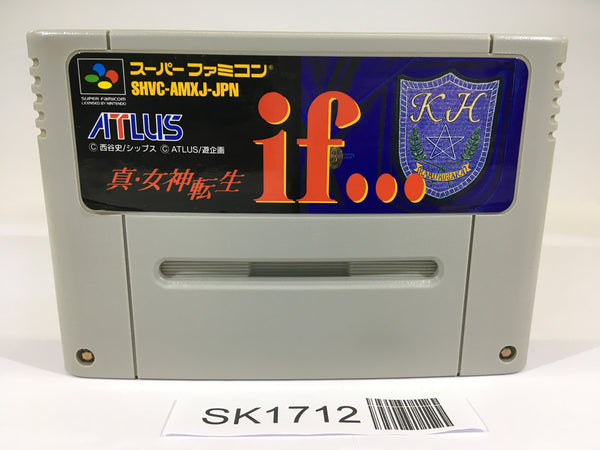 スーパーファミコン
SHVC-AMXJ-JPN
SUPER FAMICOM
LICENSED BY NINTENDO
ATLUS
© 西谷史/シップス © ATLUS/遊企画
真・女神転生
if...
KH
KARUKOZAKA
SK1712